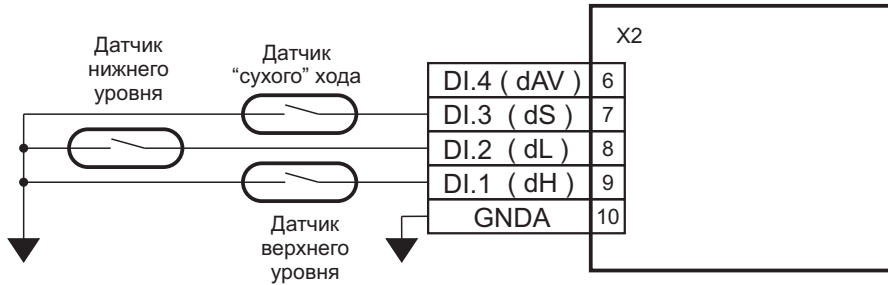 X2
Датчик
нижнего
уровня
Датчик
“сухого” хода
DI.4 ( dAV ) 6
DI.3 ( dS ) 7
DI.2 ( dL ) 8
DI.1 ( dH ) 9
GNDA 10
Датчик
верхнего
уровня